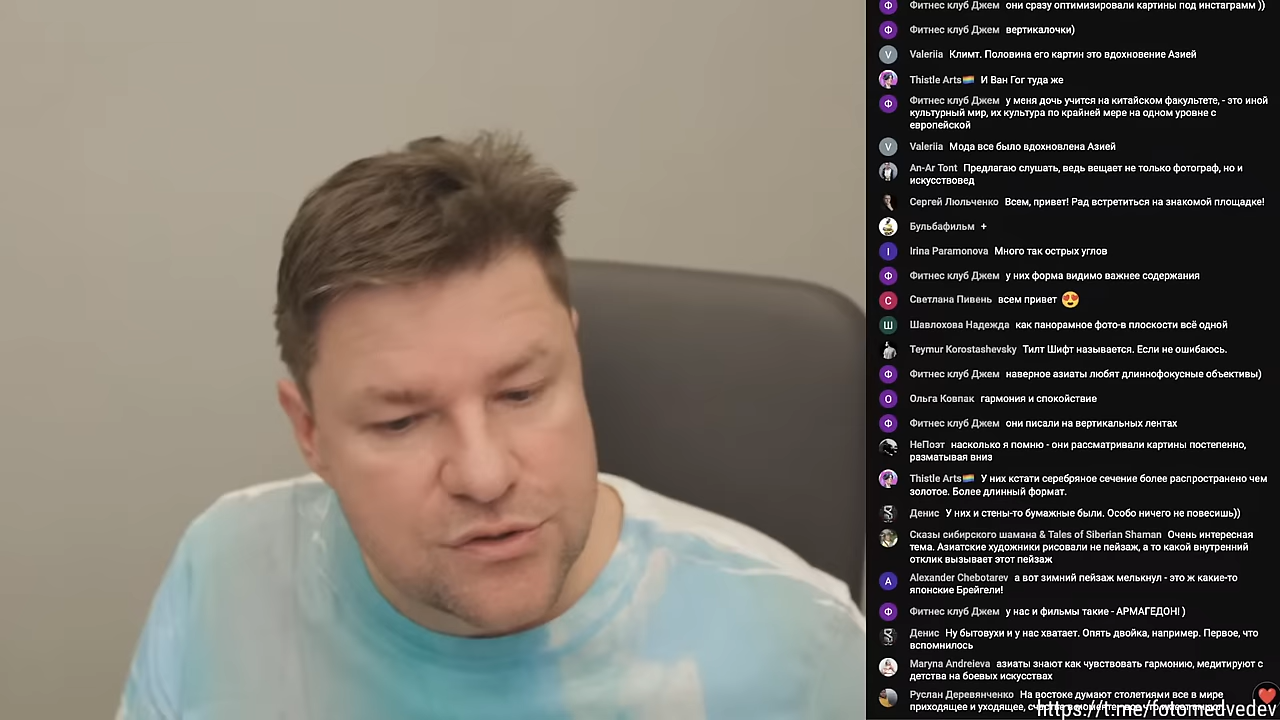 Фитнес клуб Джем они сразу оптимизировали картины под инстаграмм ))
Фитнес клуб Джем вертикалочки)
Valeriia Климт. Половина его картин это вдохновение Азией
Thistle Arts🏳️‍🌈 И Ван Гог туда же
Фитнес клуб Джем у меня дочь учится на китайском факультете, - это иной
культурный мир, их культура по крайней мере на одном уровне с
европейской
Valeriia Мода все было вдохновлена Азией
An-Ar Tont Предлагаю слушать, ведь вещает не только фотограф, но и
искусствовед
Сергей Люльченко Всем, привет! Рад встретиться на знакомой площадке!
Бульбафильм +
Irina Paramonova Много так острых углов
Фитнес клуб Джем у них форма видимо важнее содержания
Светлана Пивень всем привет 😍
Шавлохова Надежда как панорамное фото-в плоскости всё одной
Teymur Korostashevsky Тилт Шифт называется. Если не ошибаюсь.
Фитнес клуб Джем наверное азиаты любят длиннофокусные объективы)
Ольга Ковпак гармония и спокойствие
Фитнес клуб Джем они писали на вертикальных лентах
НеПоэт насколько я помню - они рассматривали картины постепенно,
разматывая вниз
Thistle Arts🏳️‍🌈 У них кстати серебряное сечение более распространено чем
золотое. Более длинный формат.
Денис У них и стены-то бумажные были. Особо ничего не повесишь))
Сказы сибирского шамана & Tales of Siberian Shaman Очень интересная
тема. Азиатские художники рисовали не пейзаж, а то какой внутренний
отклик вызывает этот пейзаж
Alexander Chebotarev а вот зимний пейзаж мелькнул - это ж какие-то
японские Брейгели!
Фитнес клуб Джем у нас и фильмы такие - АРМАГЕДОН! )
Денис Ну бытовухи и у нас хватает. Опять двойка, например. Первое, что
вспомнилось
Maryna Andreieva азиаты знают как чувствовать гармонию, медитируют с
детства на боевых искусствах
Руслан Деревянченко На востоке думают столетиями все в мире
приходящее и уходящее,
https://t.me/fotomedvedev